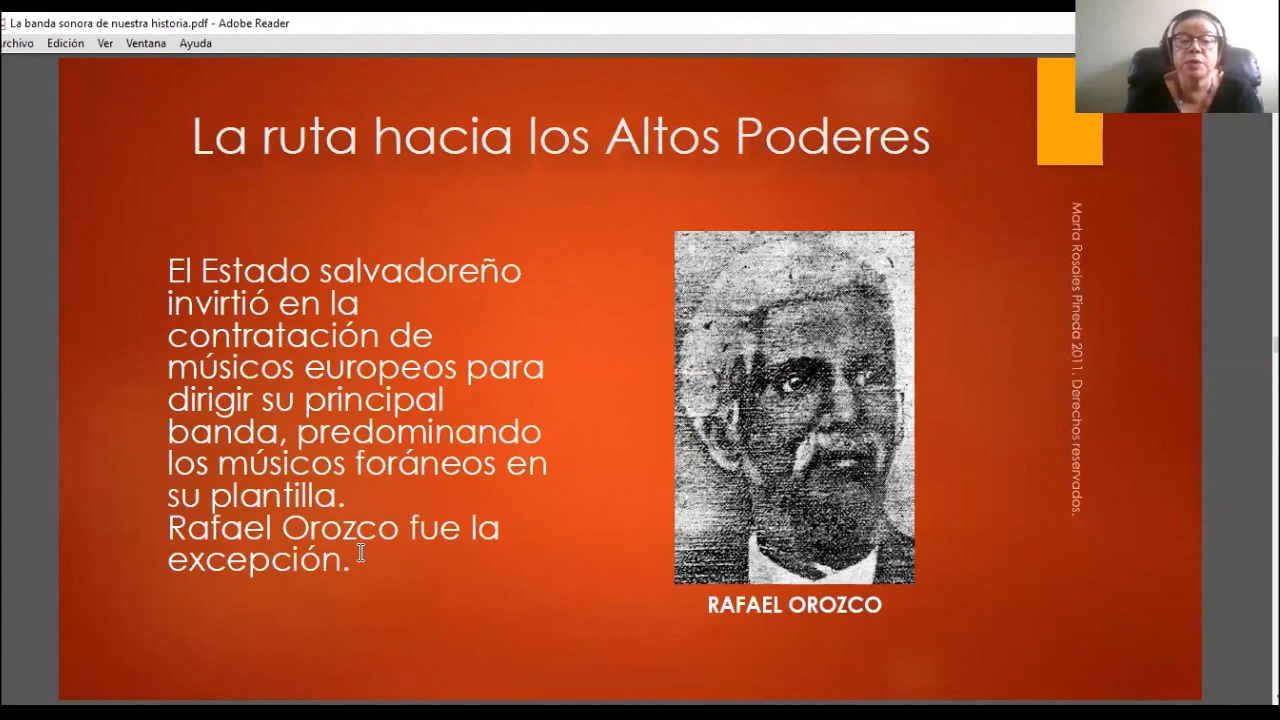 La banda sonora de nuestra historia.pdf - Adobe Reader
rchivo Edición Ver Ventana Ayuda
La ruta hacia los Altos Poderes
El Estado salvadoreño
invirtió en la
contratación de
músicos europeos para
dirigir su principal
banda, predominando
los músicos foráneos en
su plantilla.
Rafael Orozco fue la
excepción.
RAFAEL OROZCO
Marta Rosales Pineda 2011. Derechos reservados.